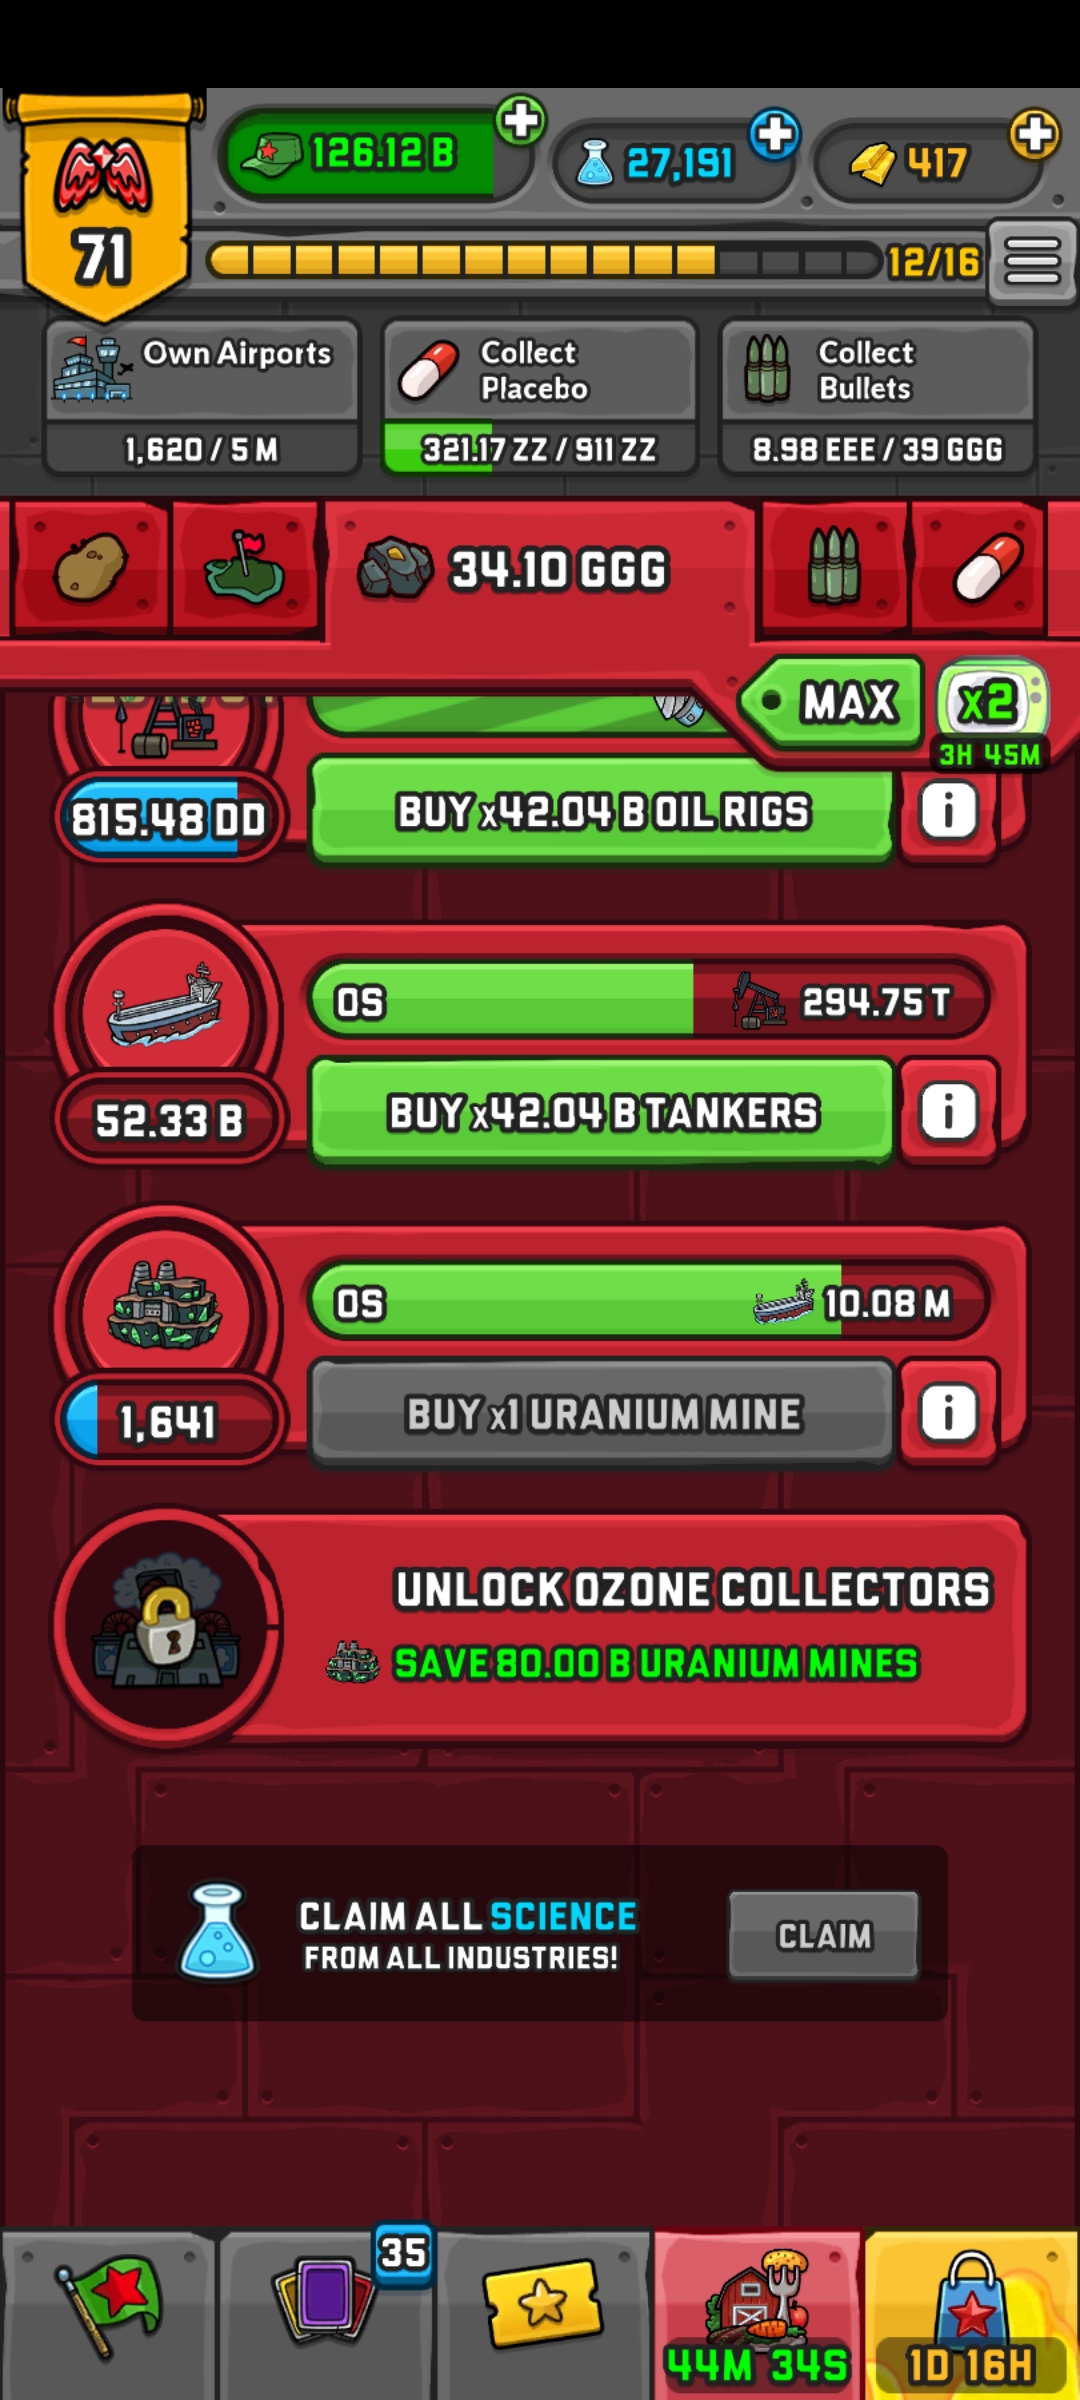 126.12 B
27,191
417
71
12/16
Own Airports
1,620 / 5 M
Collect
Placebo
321.17 ZZ / 911 ZZ
Collect
Bullets
8.98 EEE / 39 GGG
34.10 GGG
MAX
x2
3H 45M
815.48 DD
BUY x42.04 B OIL RIGS
i
0S
294.75 T
52.33 B
BUY x42.04 B TANKERS
i
0S
10.08 M
1,641
BUY x1 URANIUM MINE
i
UNLOCK OZONE COLLECTORS
SAVE 80.00 B URANIUM MINES
CLAIM ALL SCIENCE
FROM ALL INDUSTRIES!
CLAIM
35
44M 34S
1D 16H